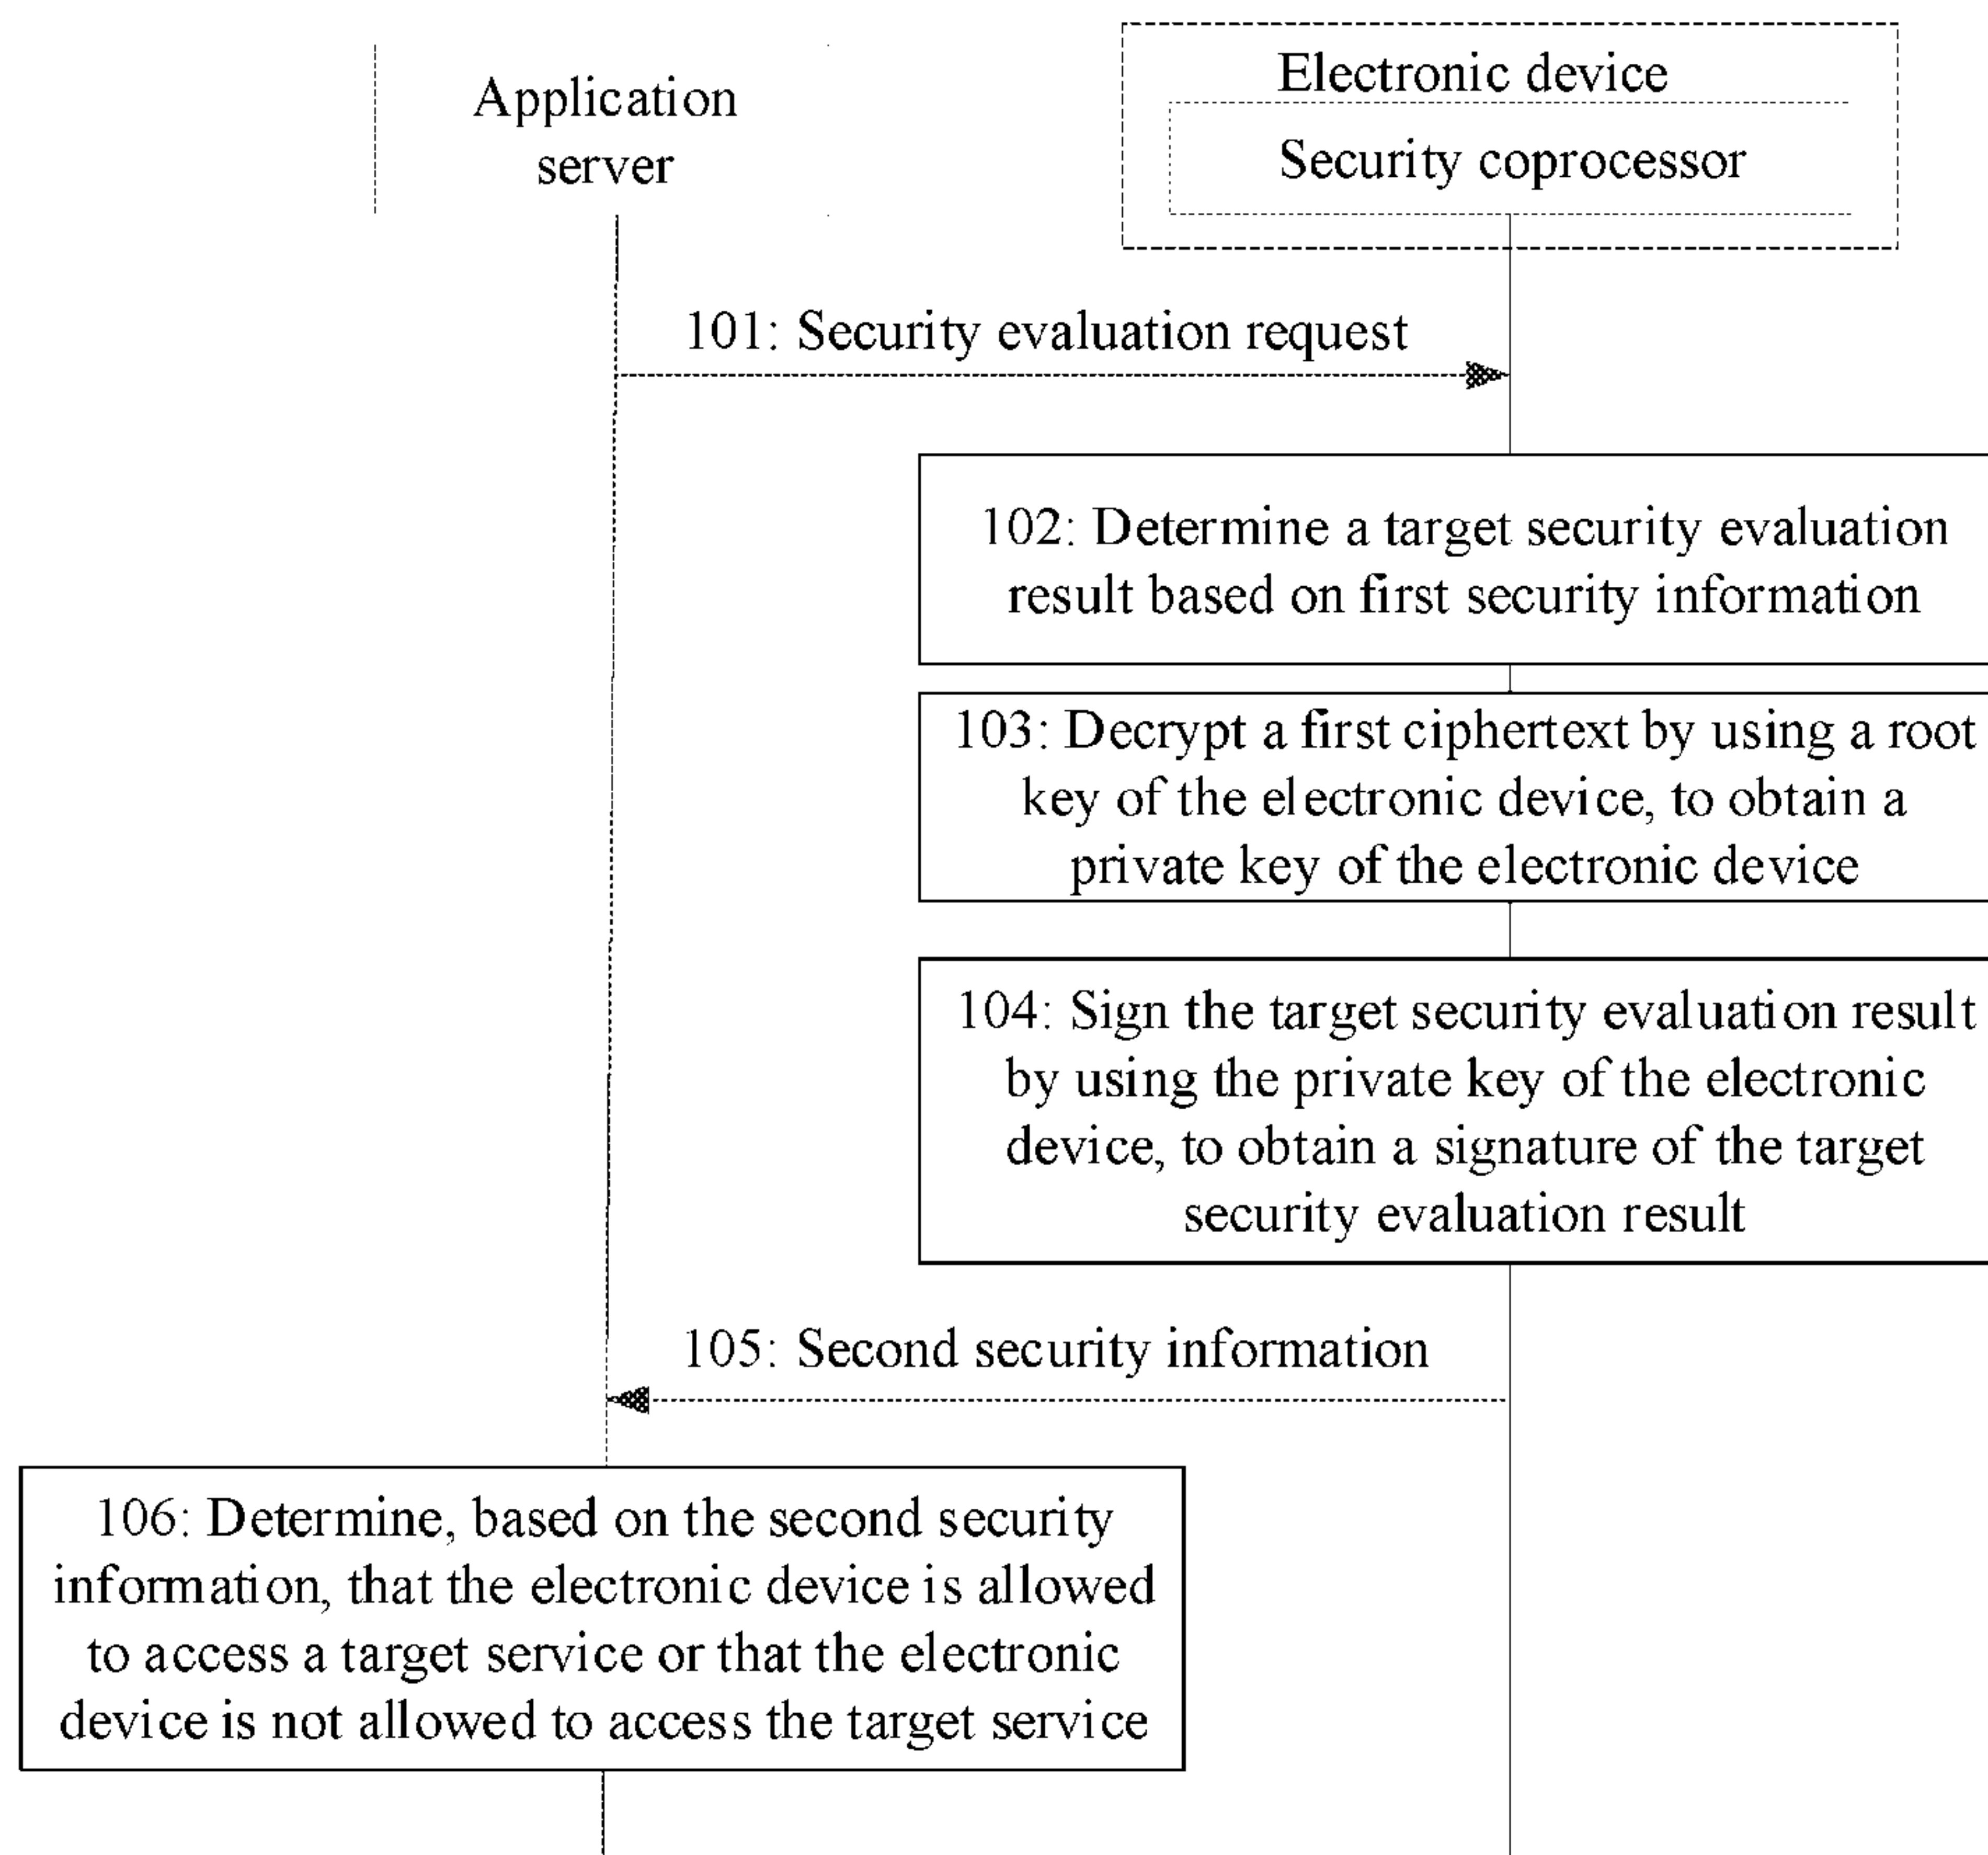 Application
server
Electronic device
Security coprocessor
101: Security evaluation request
102: Determine a target security evaluation
result based on first security information
103: Decrypt a first ciphertext by using a root
key of the electronic device, to obtain a
private key of the electronic device
104: Sign the target security evaluation result
by using the private key of the electronic
device, to obtain a signature of the target
security evaluation result
105: Second security information
106: Determine, based on the second security
information, that the electronic device is allowed
to access a target service or that the electronic
device is not allowed to access the target service